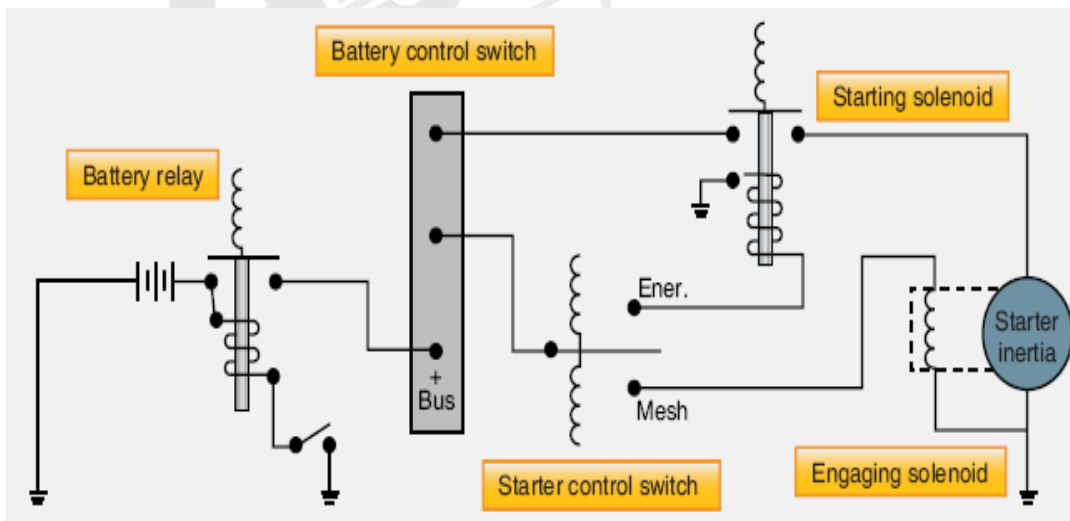 Battery control switch
Starting solenoid
Battery relay
Ener.
Starter
inertia
+
Bus
Mesh
Starter control switch
Engaging solenoid